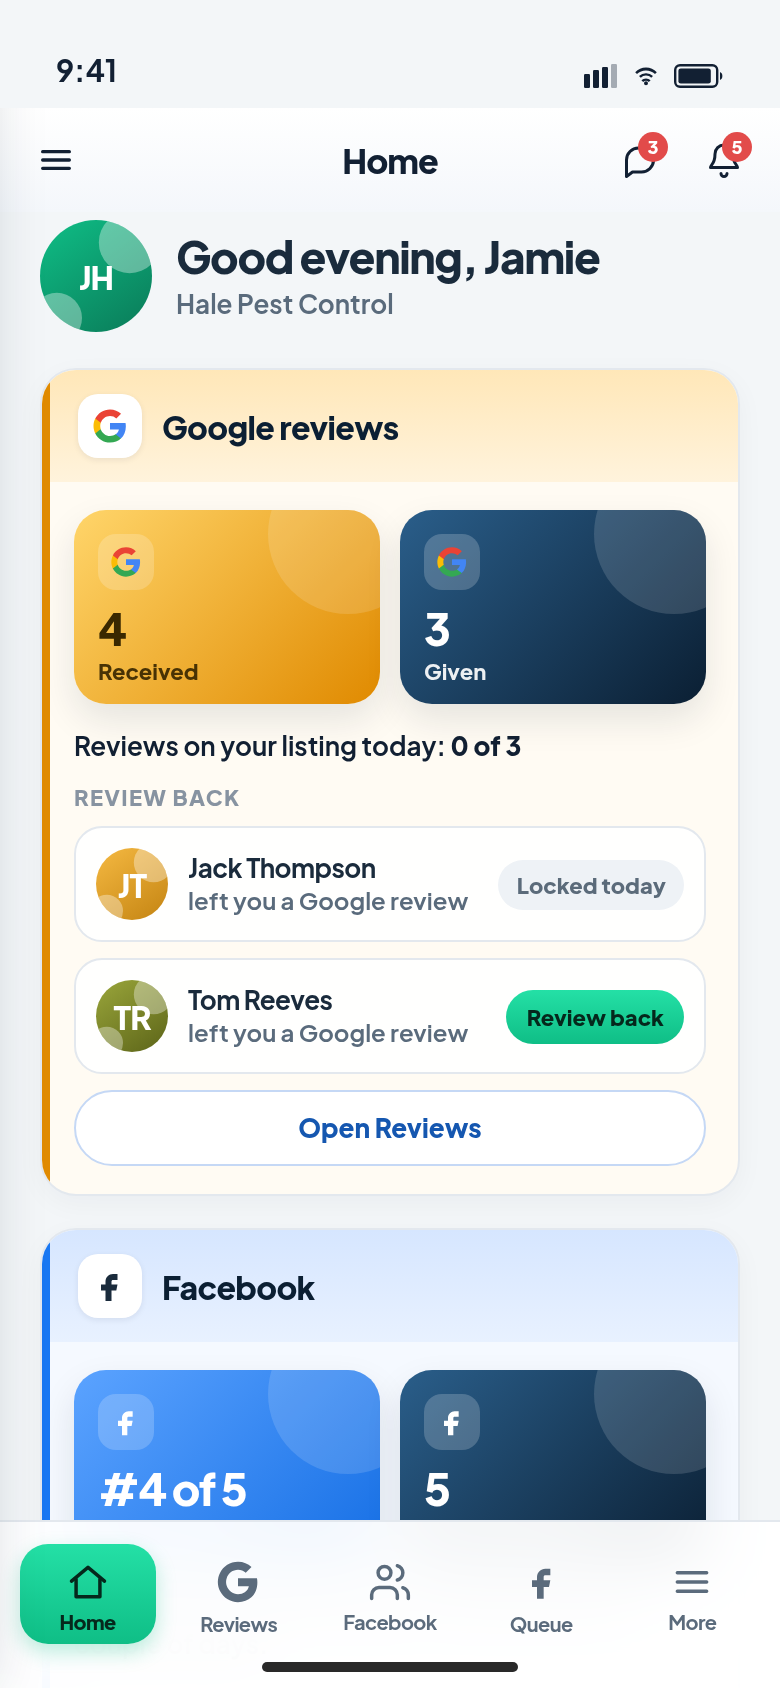 9:41
Home
3
5
JH
Good evening, Jamie
Hale Pest Control
Google reviews
4
Received
3
Given
Reviews on your listing today: 0 of 3
REVIEW BACK
JT
Jack Thompson
left you a Google review
Locked today
TR
Tom Reeves
left you a Google review
Review back
Open Reviews
Facebook
#4 of 5
5
Home
Reviews
Facebook
Queue
More